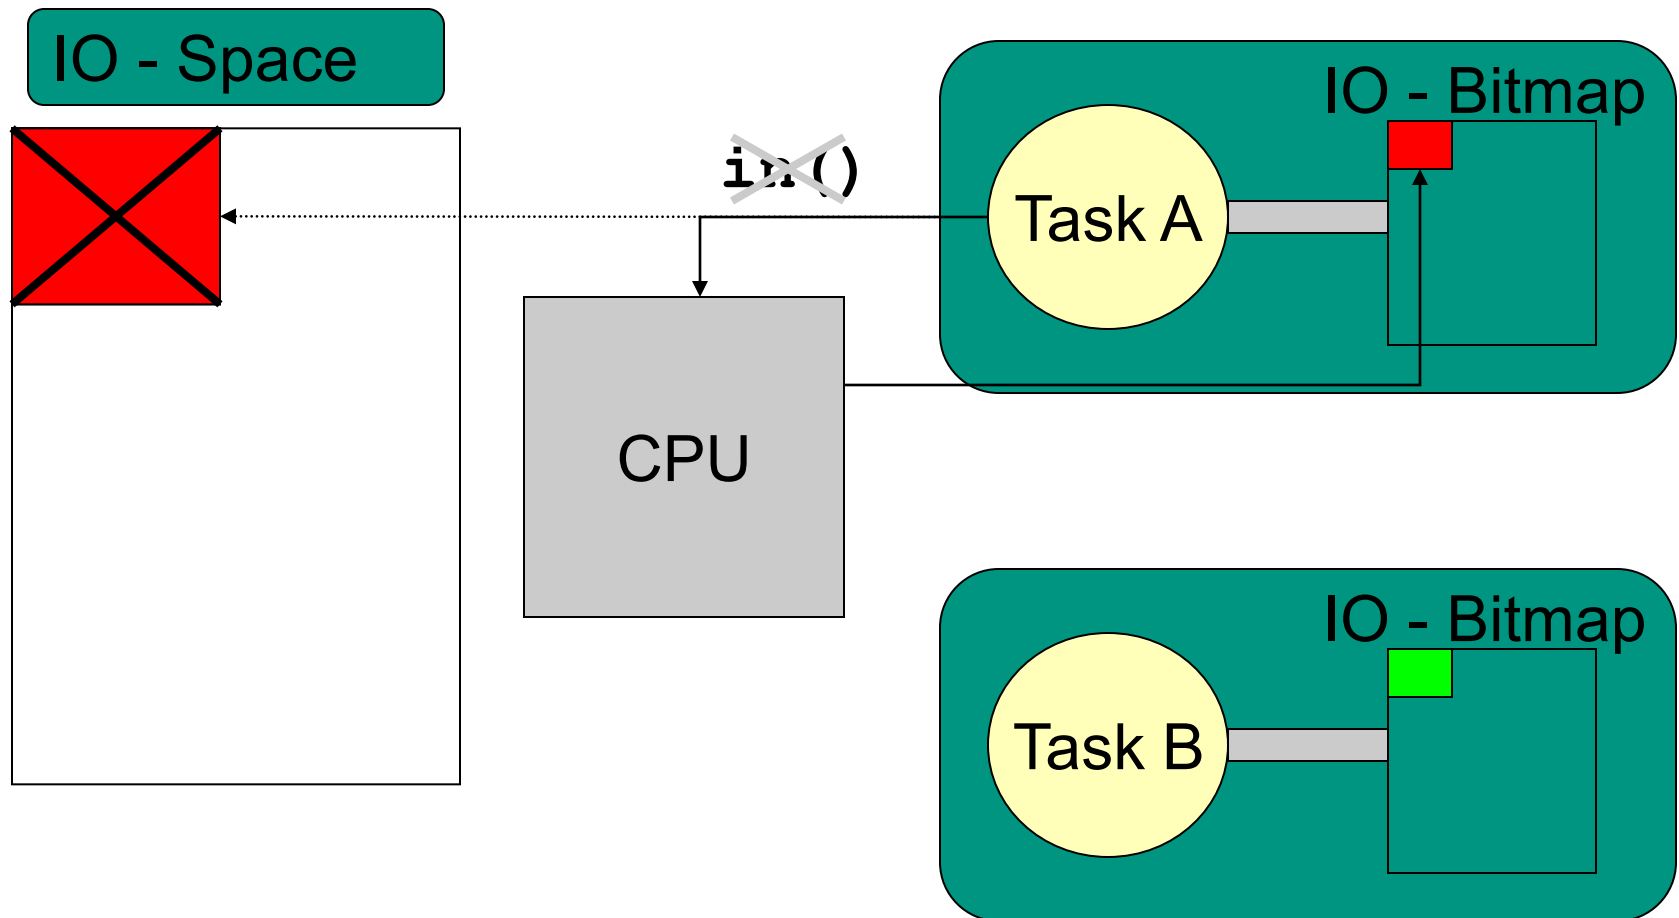 IO - Space
IO - Bitmap
in()
Task A
CPU
IO - Bitmap
Task B